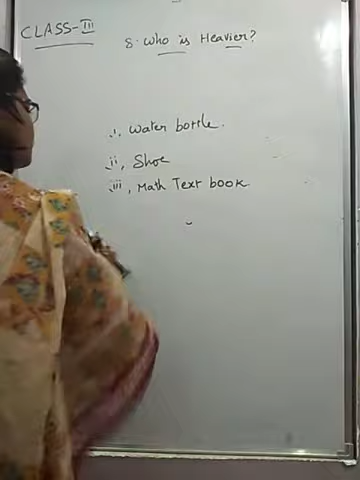 CLASS-III
8. Who is Heavier?
i, Water bottle.
ii, Shoe
iii, Math Text book